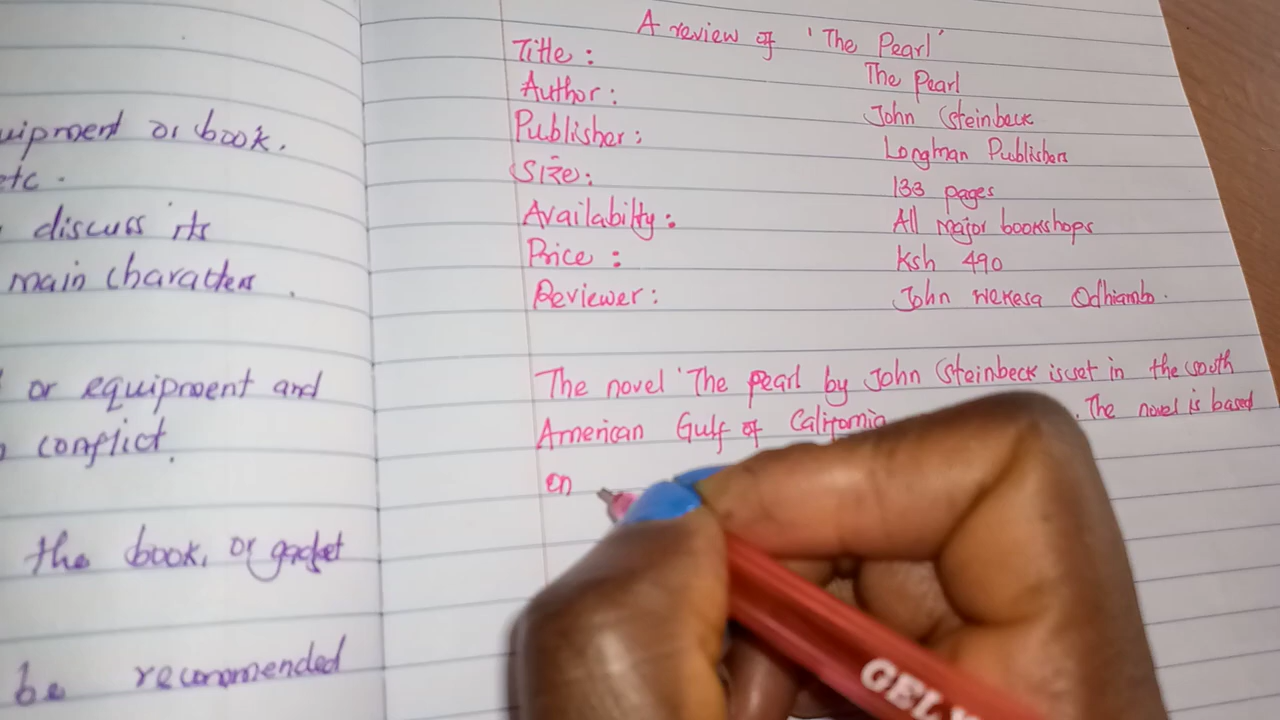 uipment or book.
etc.
discuss its
main characters.
or equipment and
conflict.
the book, or gadget
be recommended
A review of 'The Pearl'
Title: The Pearl
Author: John Steinbeck
Publisher: Longman Publishers
Size: 133 pages
Availabilty: All major bookshops
Price: Ksh 490
Reviewer: John Wekesa Odhiambo.
The novel 'The pearl by John Steinbeck is set in the south
American Gulf of California . The novel is based
on
GEL